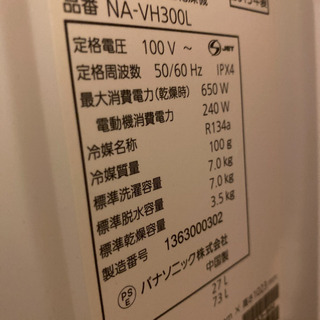 品番 NA-VH300L
定格電圧 100 V ~ JET
定格周波数 50/60 Hz IPX4
最大消費電力(乾燥時) 650 W
電動機消費電力 240 W
冷媒名称 R134a
冷媒質量 100 g
標準洗濯容量 7.0 kg
標準脱水容量 7.0 kg
標準乾燥容量 3.5 kg
製造番号 1363000302
PS E パナソニック株式会社
中国製
27 L
73 L